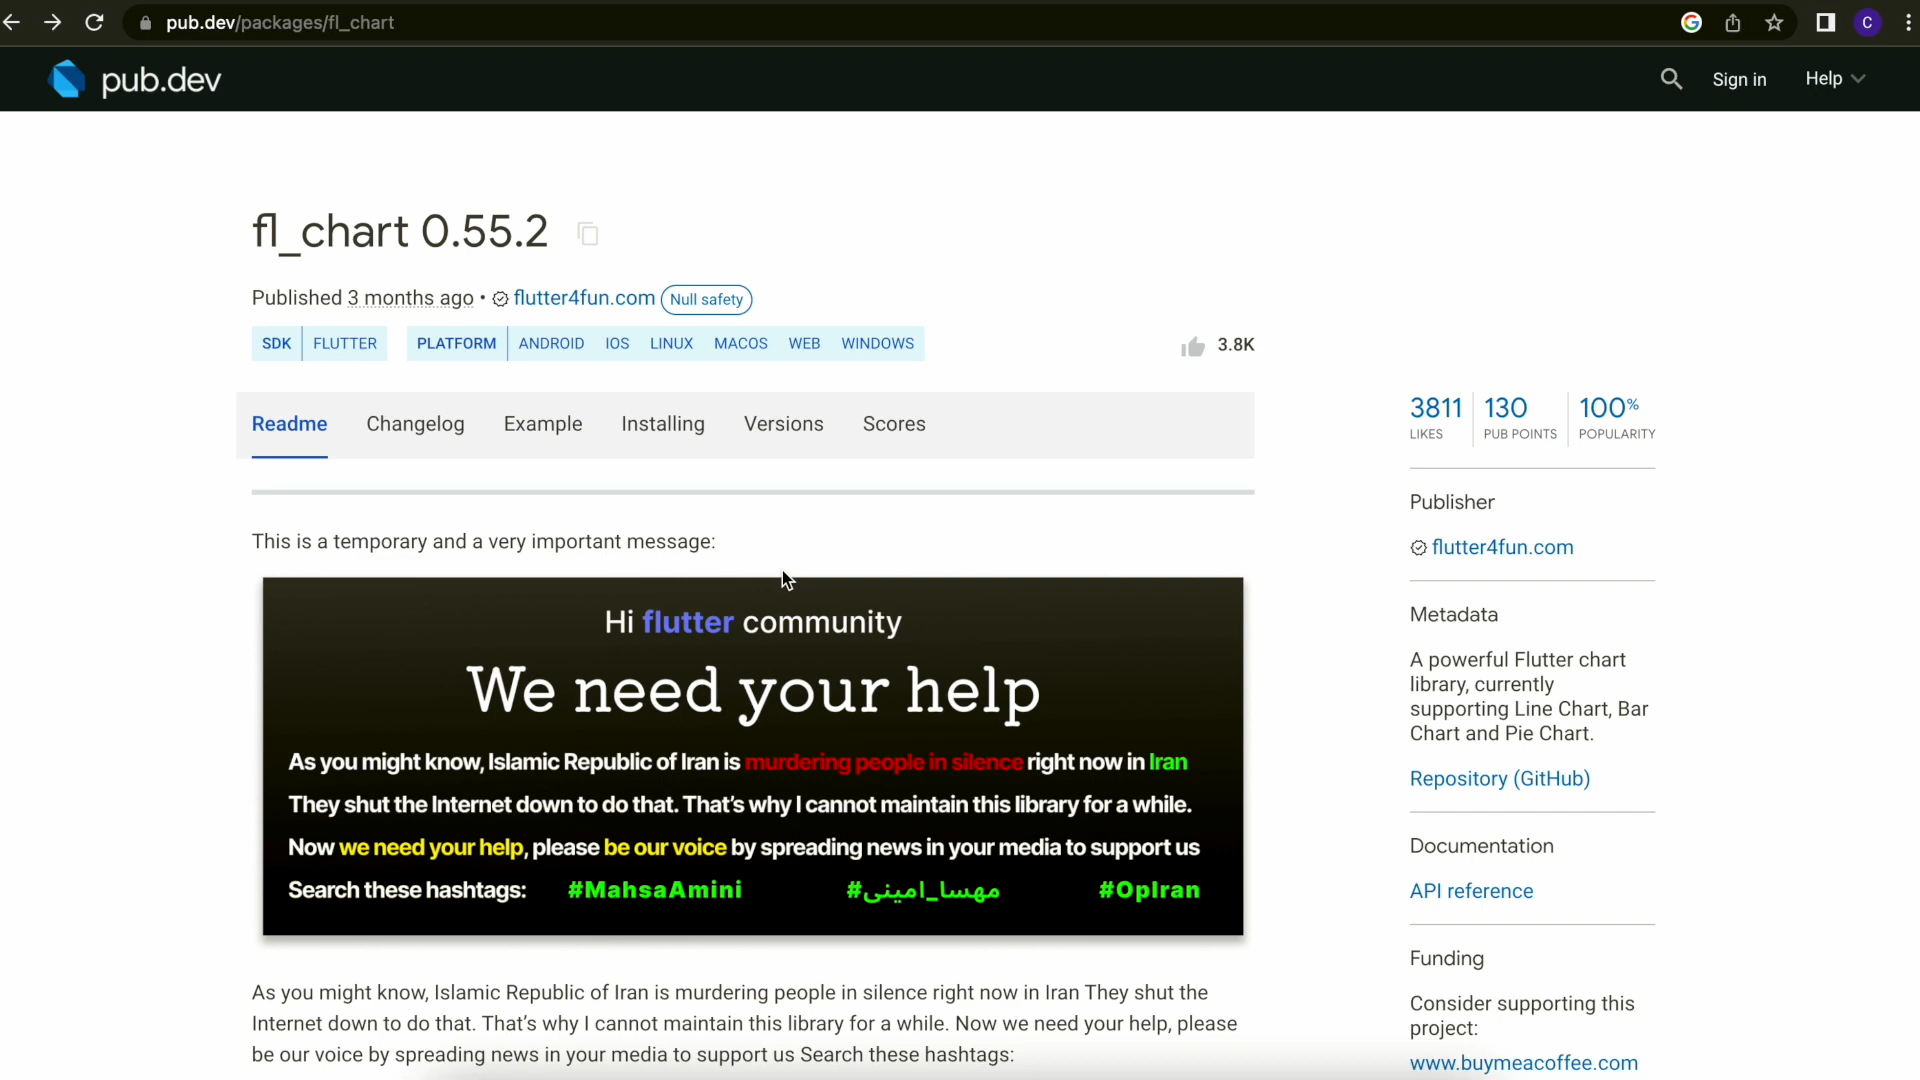 pub.dev/packages/fl_chart
C
pub.dev
Sign in
Help
fl_chart 0.55.2
Published 3 months ago • flutter4fun.com Null safety
SDK FLUTTER PLATFORM ANDROID IOS LINUX MACOS WEB WINDOWS
3.8K
Readme Changelog Example Installing Versions Scores
This is a temporary and a very important message:
Hi flutter community
We need your help
As you might know, Islamic Republic of Iran is murdering people in silence right now in Iran
They shut the Internet down to do that. That's why I cannot maintain this library for a while.
Now we need your help, please be our voice by spreading news in your media to support us
Search these hashtags: #MahsaAmini #مهسا_امینی #OpIran
As you might know, Islamic Republic of Iran is murdering people in silence right now in Iran They shut the
Internet down to do that. That's why I cannot maintain this library for a while. Now we need your help, please
be our voice by spreading news in your media to support us Search these hashtags:
3811 130 100%
LIKES PUB POINTS POPULARITY
Publisher
flutter4fun.com
Metadata
A powerful Flutter chart
library, currently
supporting Line Chart, Bar
Chart and Pie Chart.
Repository (GitHub)
Documentation
API reference
Funding
Consider supporting this
project:
www.buymeacoffee.com